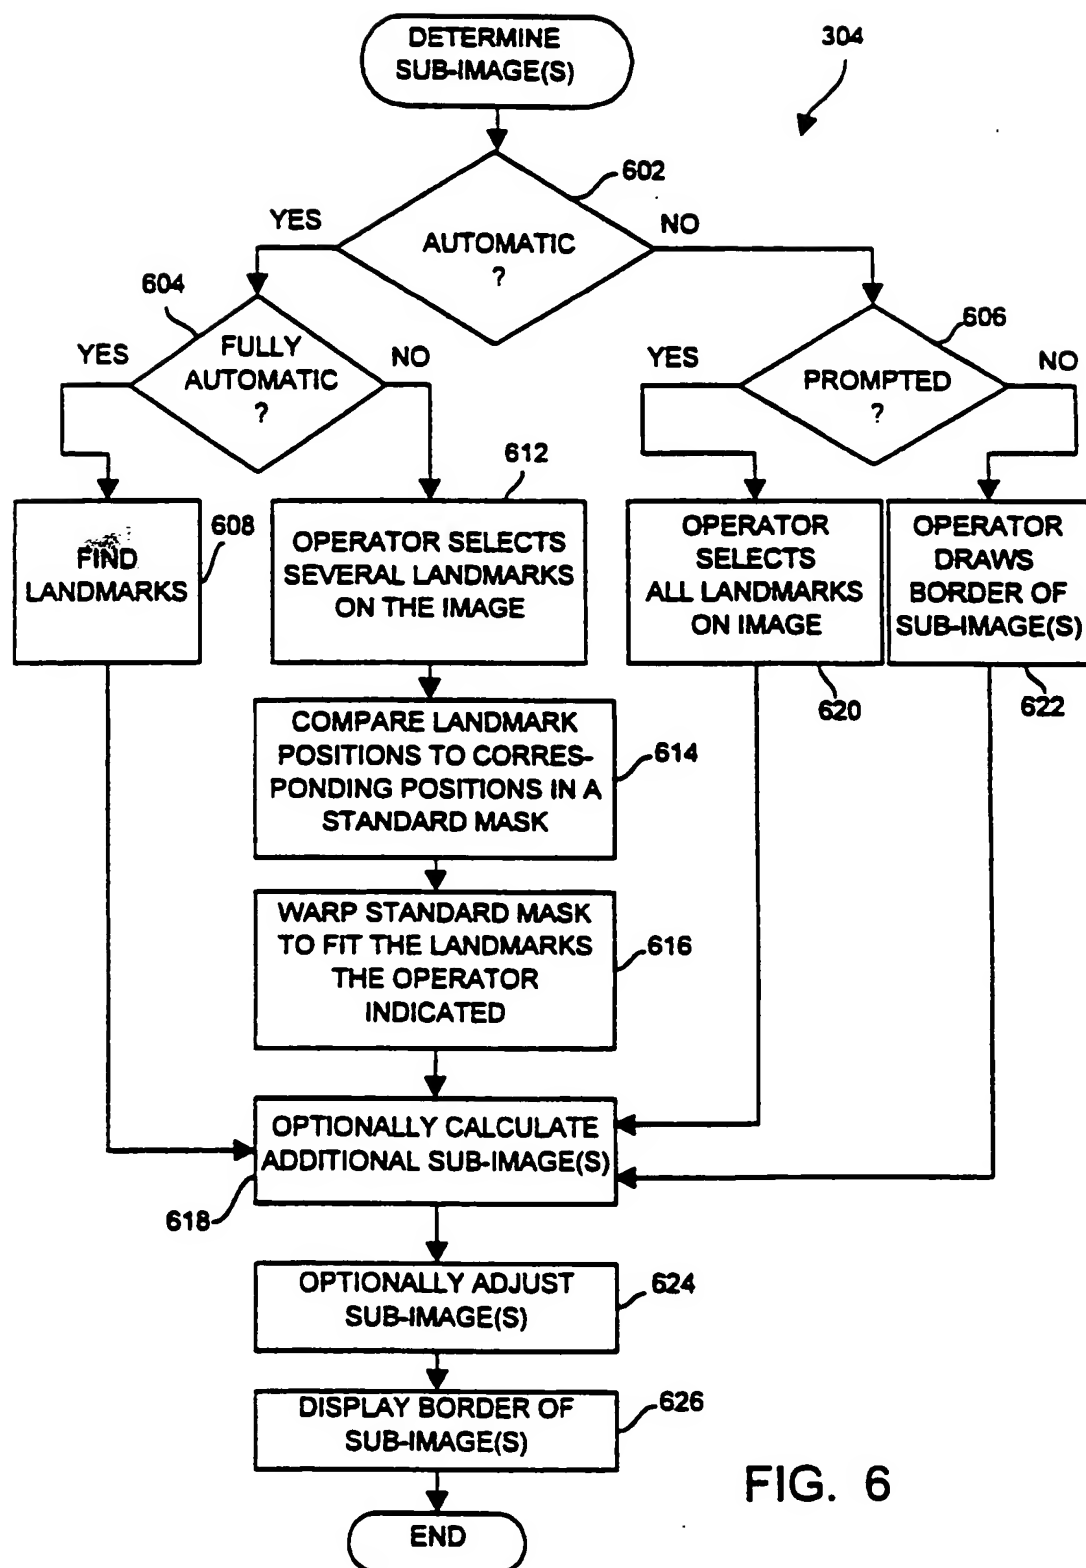 DETERMINE
SUB-IMAGE(S)
304
602
YES
NO
AUTOMATIC
?
604
606
YES
FULLY
AUTOMATIC
?
NO
YES
PROMPTED
?
NO
612
608
FIND
LANDMARKS
OPERATOR SELECTS
SEVERAL LANDMARKS
ON THE IMAGE
OPERATOR
SELECTS
ALL LANDMARKS
ON IMAGE
OPERATOR
DRAWS
BORDER OF
SUB-IMAGE(S)
620
622
COMPARE LANDMARK
POSITIONS TO CORRES-
PONDING POSITIONS IN A
STANDARD MASK
614
WARP STANDARD MASK
TO FIT THE LANDMARKS
THE OPERATOR
INDICATED
616
OPTIONALLY CALCULATE
ADDITIONAL SUB-IMAGE(S)
618
OPTIONALLY ADJUST
SUB-IMAGE(S)
624
DISPLAY BORDER OF
SUB-IMAGE(S)
626
END
FIG. 6